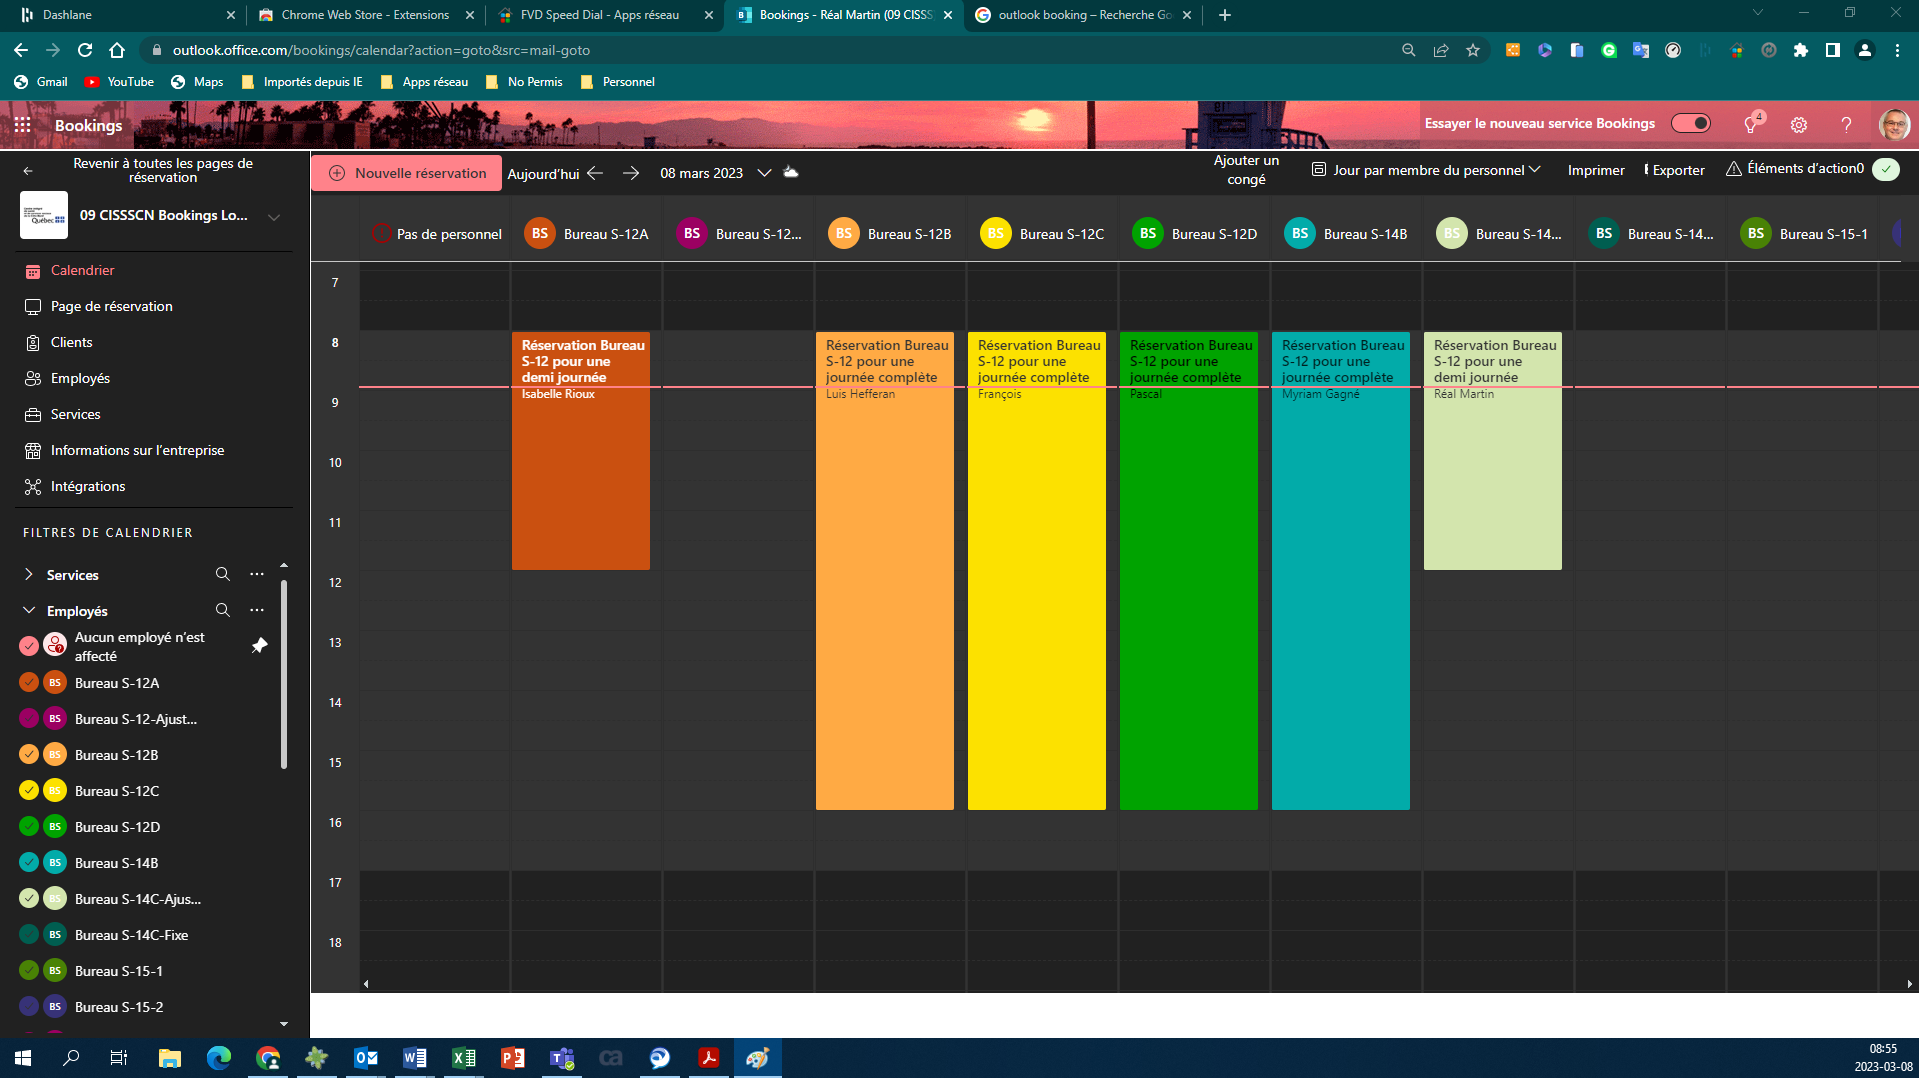 Dashlane
Chrome Web Store - Extensions
FVD Speed Dial - Apps réseau
Bookings - Réal Martin (09 CISSS
outlook booking – Recherche Go
outlook.office.com/bookings/calendar?action=goto&src=mail-goto
Gmail
YouTube
Maps
Importés depuis IE
Apps réseau
No Permis
Personnel
Bookings
Essayer le nouveau service Bookings
4
Revenir à toutes les pages de
réservation
Québec
09 CISSSCN Bookings Lo...
Nouvelle réservation
Aujourd'hui
08 mars 2023
Ajouter un
congé
Jour par membre du personnel
Imprimer
Exporter
Éléments d'action0
Pas de personnel
BS Bureau S-12A
BS Bureau S-12...
BS Bureau S-12B
BS Bureau S-12C
BS Bureau S-12D
BS Bureau S-14B
BS Bureau S-14...
BS Bureau S-14...
BS Bureau S-15-1
Calendrier
Page de réservation
Clients
Employés
Services
Informations sur l'entreprise
Intégrations
FILTRES DE CALENDRIER
Services
Employés
Aucun employé n'est
affecté
BS Bureau S-12A
BS Bureau S-12-Ajust...
BS Bureau S-12B
BS Bureau S-12C
BS Bureau S-12D
BS Bureau S-14B
BS Bureau S-14C-Ajus...
BS Bureau S-14C-Fixe
BS Bureau S-15-1
BS Bureau S-15-2
7
8
9
10
11
12
13
14
15
16
17
18
Réservation Bureau
S-12 pour une
demi journée
Isabelle Rioux
Réservation Bureau
S-12 pour une
journée complète
Luis Hefferan
Réservation Bureau
S-12 pour une
journée complète
François
Réservation Bureau
S-12 pour une
journée complète
Pascal
Réservation Bureau
S-12 pour une
journée complète
Myriam Gagné
Réservation Bureau
S-12 pour une
demi journée
Réal Martin
08:55
2023-03-08